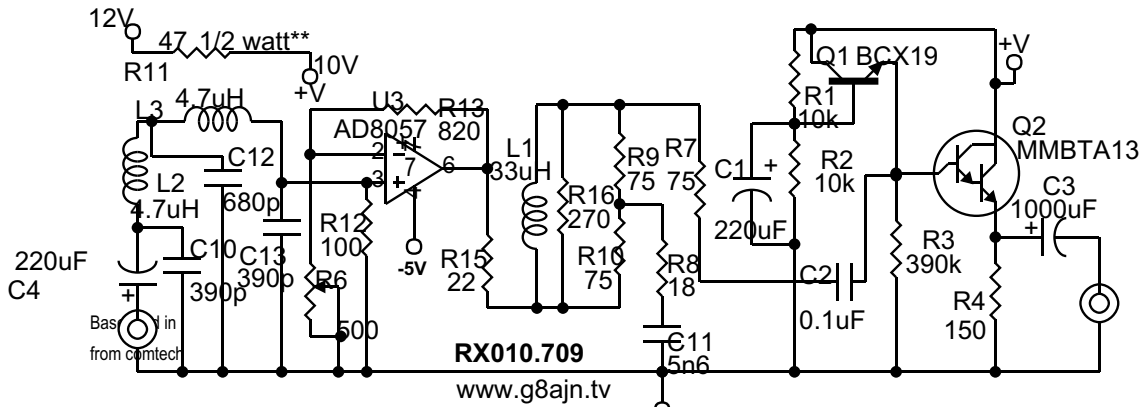 12V
47 1/2 watt**
R11
10V
+V
L3
4.7uH
U3
R13
820
AD8057
2
7
3
6
L2
4.7uH
C12
680p
220uF
C4
C10
390p
C13
390p
R12
100
R6
500
-5V
R15
22
L1
33uH
R16
270
R9
75
R10
75
R7
75
R8
18
C11
5n6
from comtech
RX010.709
www.g8ajn.tv
Q1 BCX19
R1
10k
C1
220uF
R2
10k
C2
0.1uF
R3
390k
+V
Q2
MMBTA13
C3
1000uF
R4
150